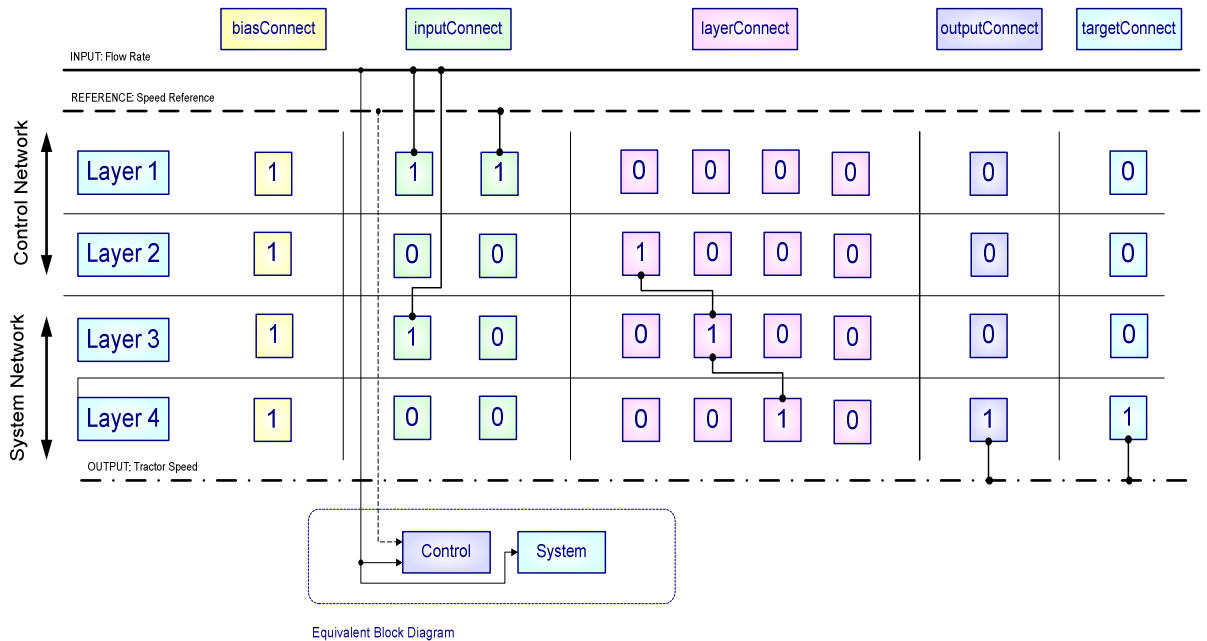 biasConnect inputConnect layerConnect outputConnect targetConnect
INPUT: Flow Rate
REFERENCE: Speed Reference
Control Network
Layer 1 1 1 1 0 0 0 0 0 0
Layer 2 1 0 0 1 0 0 0 0 0
System Network
Layer 3 1 1 0 0 1 0 0 0 0
Layer 4 1 0 0 0 0 1 0 1 1
OUTPUT: Tractor Speed
Control System
Equivalent Block Diagram